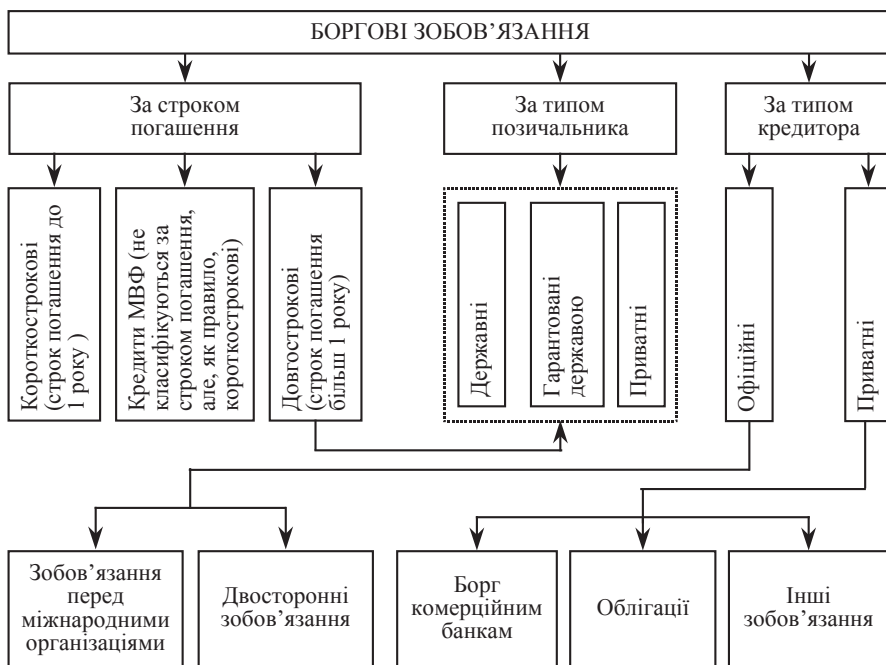 БОРГОВІ ЗОБОВ’ЯЗАННЯ
За строком
погашення
За типом
позичальника
За типом
кредитора
Короткострокові
(строк погашення до
1 року )
Кредити МВФ (не
класифікуються за
строком погашення,
але, як правило,
короткострокові)
Довгострокові
(строк погашення
більш 1 року)
Державні
Гарантовані
державою
Приватні
Офіційні
Приватні
Зобов’язання
перед
міжнародними
організаціями
Двосторонні
зобов’язання
Борг
комерційним
банкам
Облігації
Інші
зобов’язання